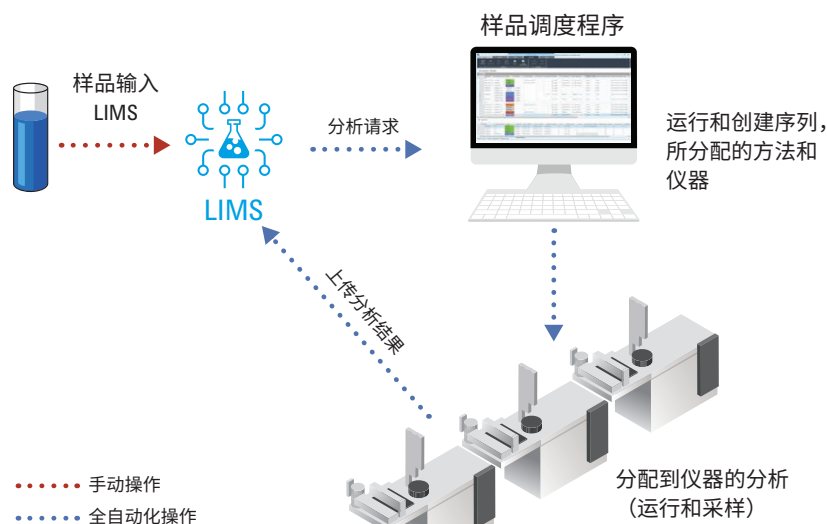 样品调度程序
样品输入
LIMS
分析请求
LIMS
运行和创建序列，
所分配的方法和
仪器
上传分析结果
分配到仪器的分析
（运行和采样）
手动操作
全自动化操作